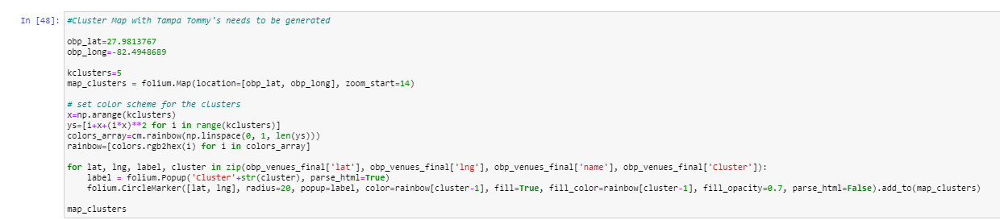 In [48]: #Cluster Map with Tampa Tommy's needs to be generated
obp_lat=27.9813767
obp_long=-82.4948689
kclusters=5
map_clusters = folium.Map(location=[obp_lat, obp_long], zoom_start=14)
# set color scheme for the clusters
x=np.arange(kclusters)
ys=[i+x+(i*x)**2 for i in range(kclusters)]
colors_array=cm.rainbow(np.linspace(0, 1, len(ys)))
rainbow=[colors.rgb2hex(i) for i in colors_array]
for lat, lng, label, cluster in zip(obp_venues_final['lat'], obp_venues_final['lng'], obp_venues_final['name'], obp_venues_final['Cluster']):
    label = folium.Popup('Cluster'+str(cluster), parse_html=True)
    folium.CircleMarker([lat, lng], radius=20, popup=label, color=rainbow[cluster-1], fill=True, fill_color=rainbow[cluster-1], fill_opacity=0.7, parse_html=False).add_to(map_clusters)
map_clusters